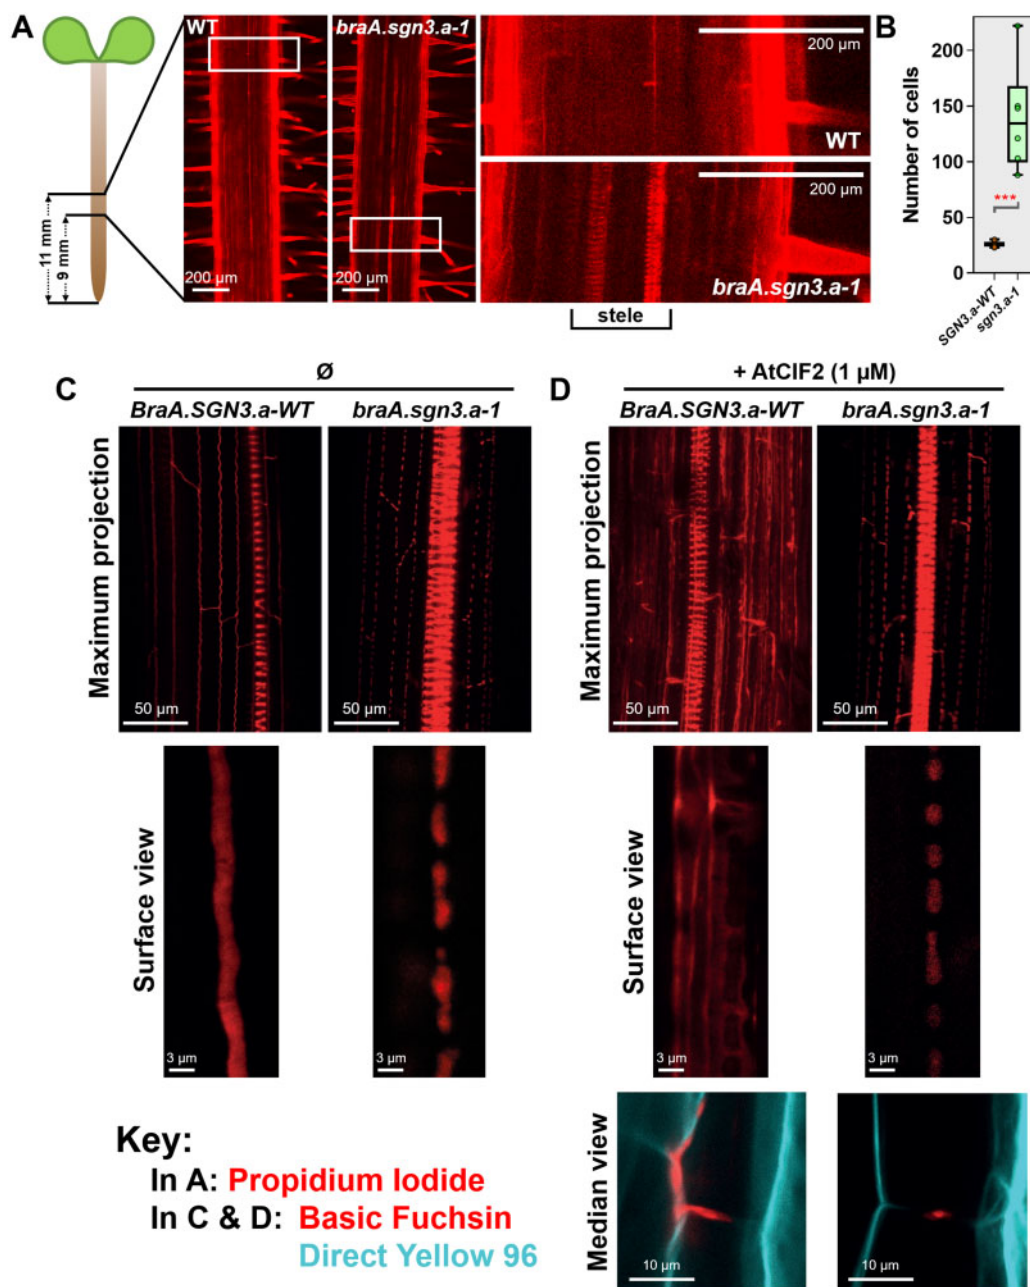 A
WT
braA.sgn3.a-1
200 µm
WT
200 µm
braA.sgn3.a-1
200 µm
200 µm
stele
11 mm
9 mm
B
Number of cells
200
150
100
50
0
***
SGN3.a-WT
sgn3.a-1
C
Ø
BraA.SGN3.a-WT
braA.sgn3.a-1
Maximum projection
50 µm
50 µm
Surface view
3 µm
3 µm
D
+ AtCIF2 (1 µM)
BraA.SGN3.a-WT
braA.sgn3.a-1
Maximum projection
50 µm
50 µm
Surface view
3 µm
3 µm
Median view
10 µm
10 µm
Key:
In A: Propidium Iodide
In C & D: Basic Fuchsin
Direct Yellow 96